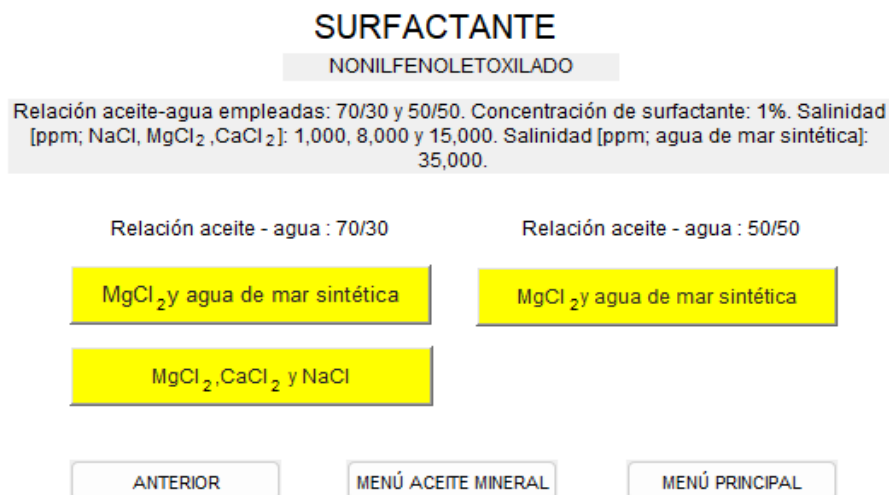 SURFACTANTE
NONILFENOLETOXILADO
Relación aceite-agua empleadas: 70/30 y 50/50. Concentración de surfactante: 1%. Salinidad
[ppm; NaCl, MgCl₂ ,CaCl₂]: 1,000, 8,000 y 15,000. Salinidad [ppm; agua de mar sintética]:
35,000.
Relación aceite - agua : 70/30
Relación aceite - agua : 50/50
MgCl₂y agua de mar sintética
MgCl₂y agua de mar sintética
MgCl₂,CaCl₂ y NaCl
ANTERIOR
MENÚ ACEITE MINERAL
MENÚ PRINCIPAL